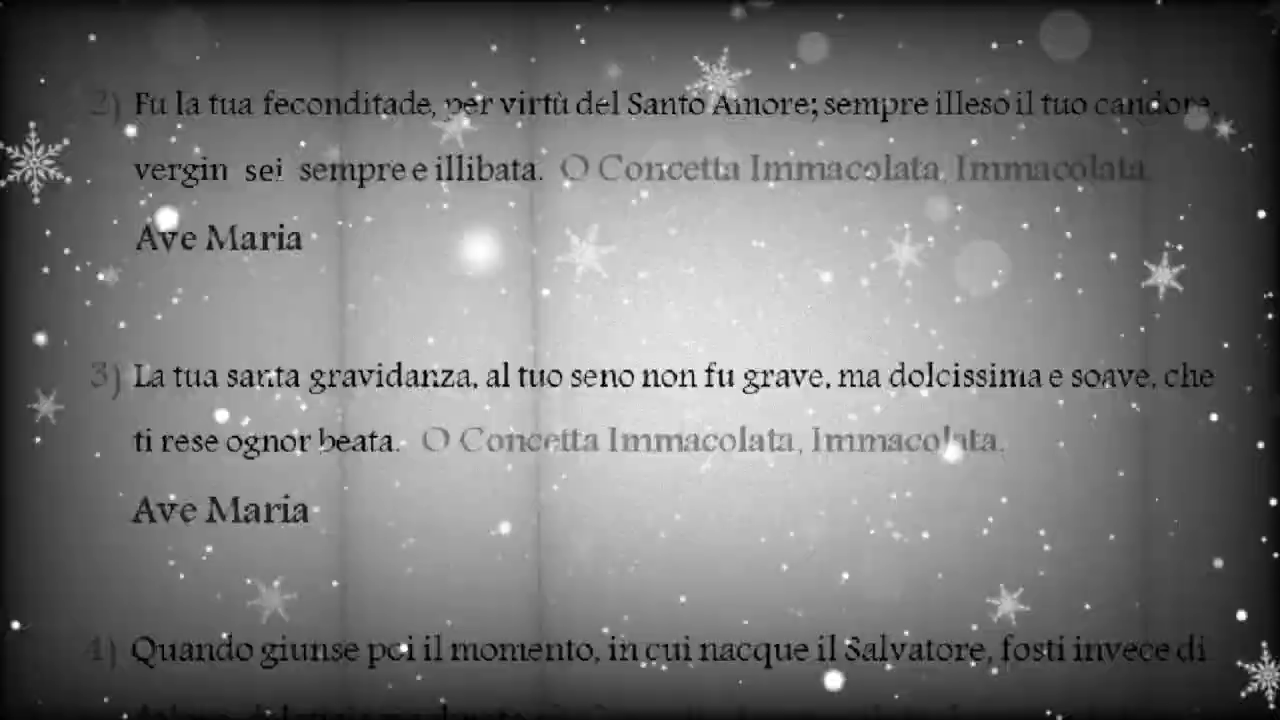 2) Fu la tua feconditade, per virtù del Santo Amore; sempre illeso il tuo candore,
vergin sei sempre e illibata. O Concetta Immacolata, Immacolata.
Ave Maria
3) La tua santa gravidanza, al tuo seno non fu grave, ma dolcissima e soave, che
ti rese ognor beata. O Concetta Immacolata, Immacolata.
Ave Maria
4) Quando giunse poi il momento, in cui nacque il Salvatore, fosti invece di